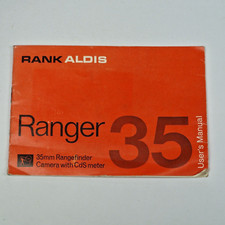 RANK ALDIS
Ranger 35
35mm Rangefinder
Camera with CdS meter
User's Manual